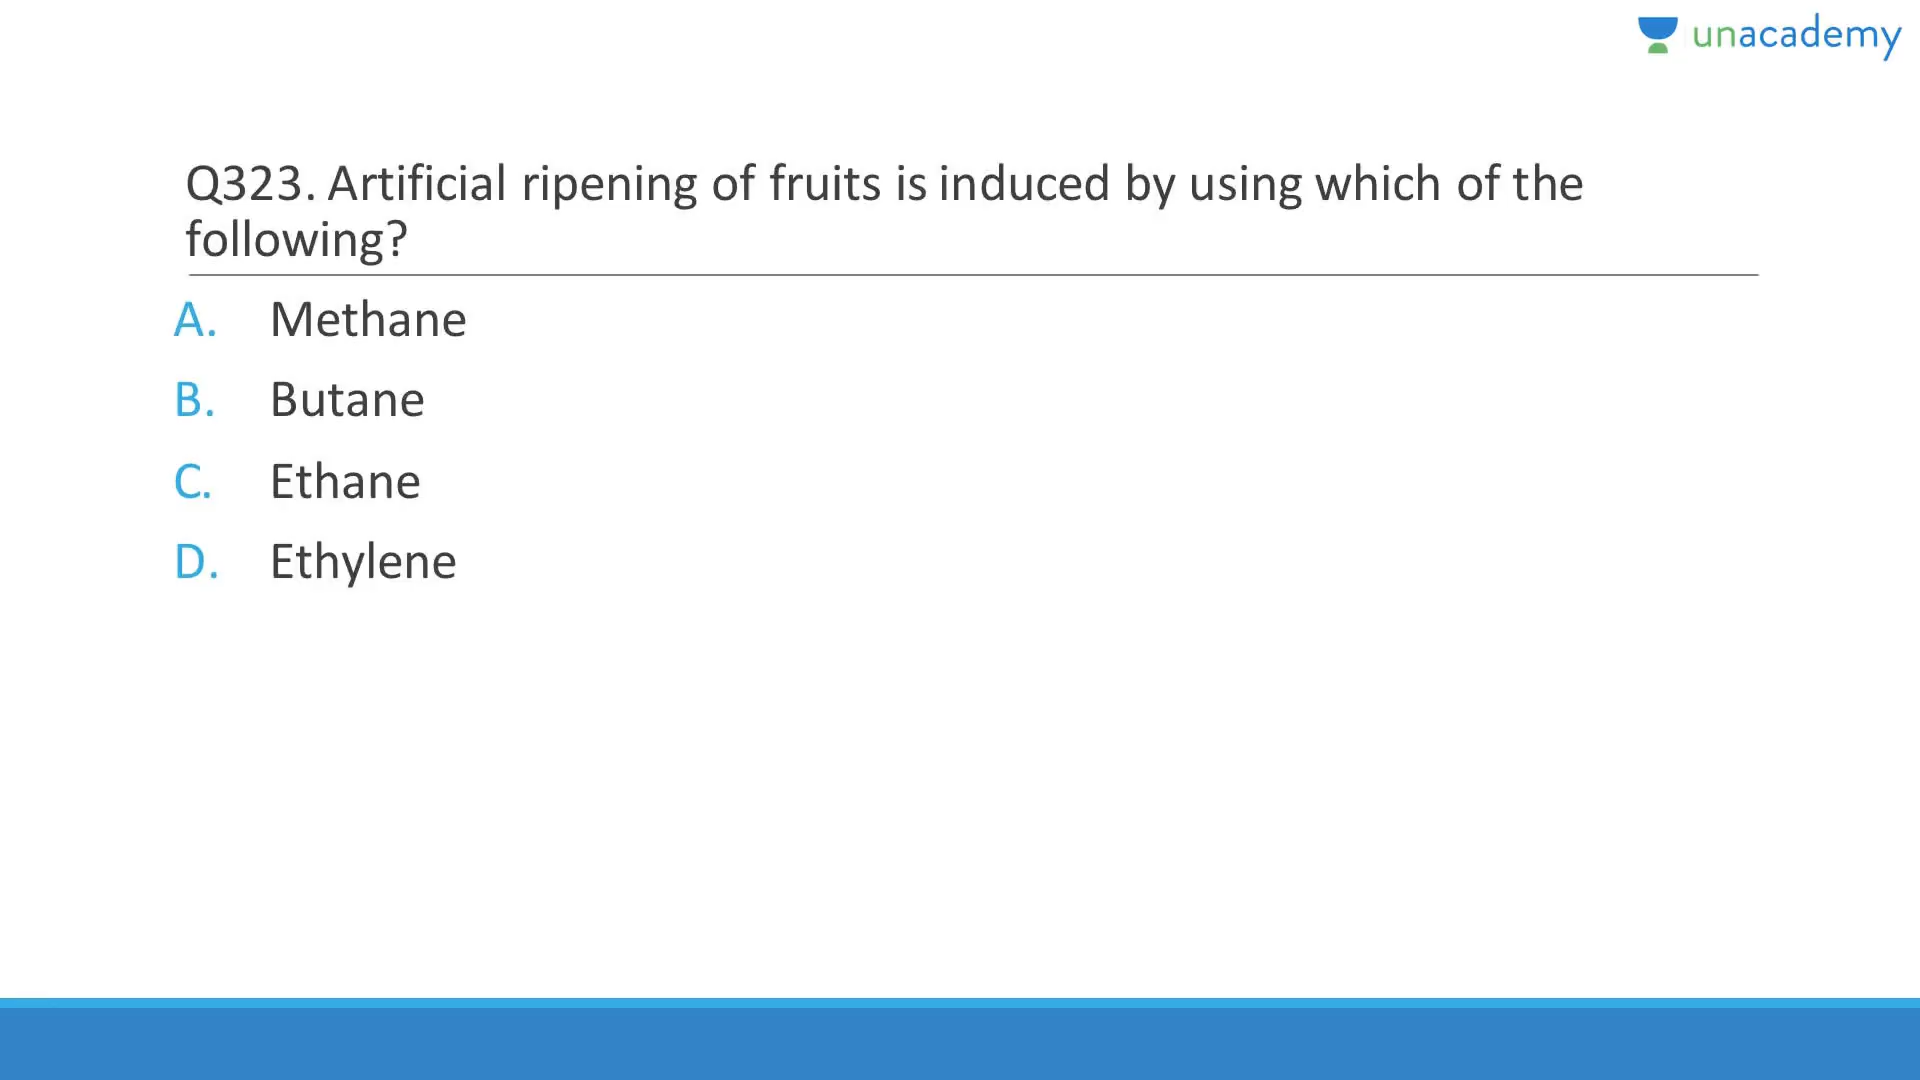 unacademy
Q323. Artificial ripening of fruits is induced by using which of the
following?
A. Methane
B. Butane
C. Ethane
D. Ethylene